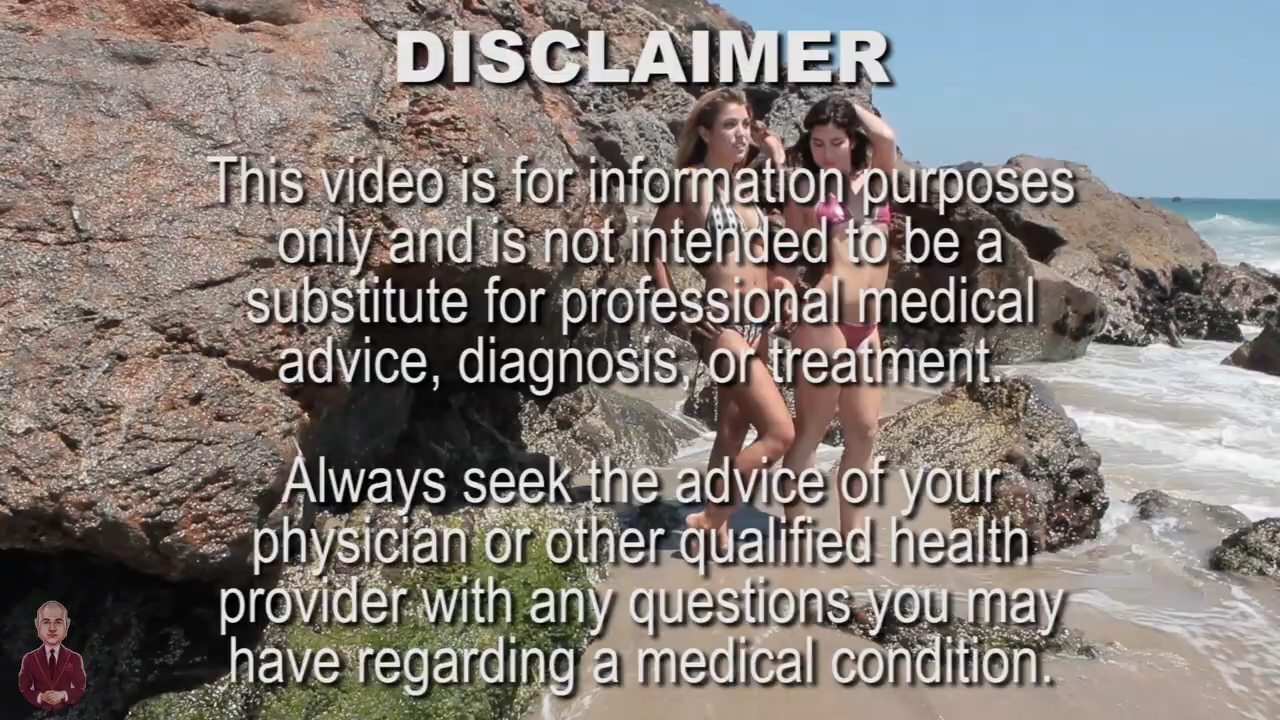 DISCLAIMER
This video is for information purposes
only and is not intended to be a
substitute for professional medical
advice, diagnosis, or treatment.
Always seek the advice of your
physician or other qualified health
provider with any questions you may
have regarding a medical condition.